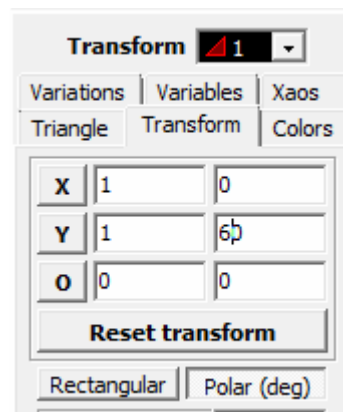 Transform 1
Variations Variables Xaos
Triangle Transform Colors
X 1 0
Y 1 60
O 0 0
Reset transform
Rectangular Polar (deg)